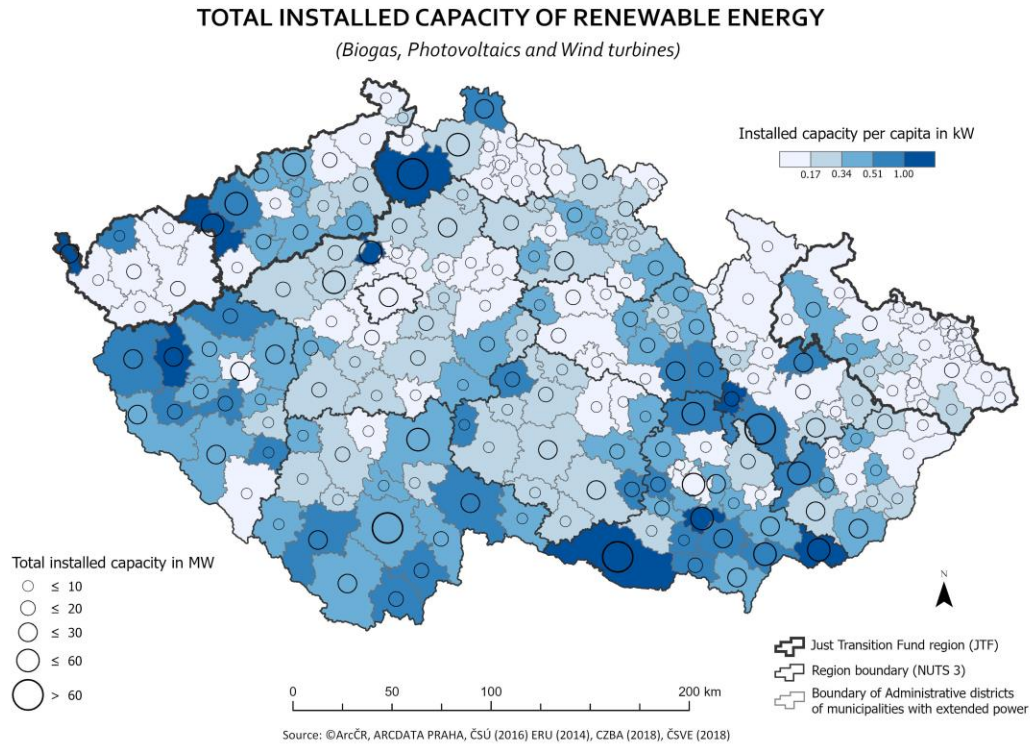 TOTAL INSTALLED CAPACITY OF RENEWABLE ENERGY
(Biogas, Photovoltaics and Wind turbines)
Installed capacity per capita in kW
0.17 0.34 0.51 1.00
Total installed capacity in MW
≤ 10
≤ 20
≤ 30
≤ 60
> 60
N
Just Transition Fund region (JTF)
Region boundary (NUTS 3)
Boundary of Administrative districts
of municipalities with extended power
0 50 100 200 km
Source: ©ArcČR, ARCDATA PRAHA, ČSÚ (2016) ERU (2014), CZBA (2018), ČSVE (2018)